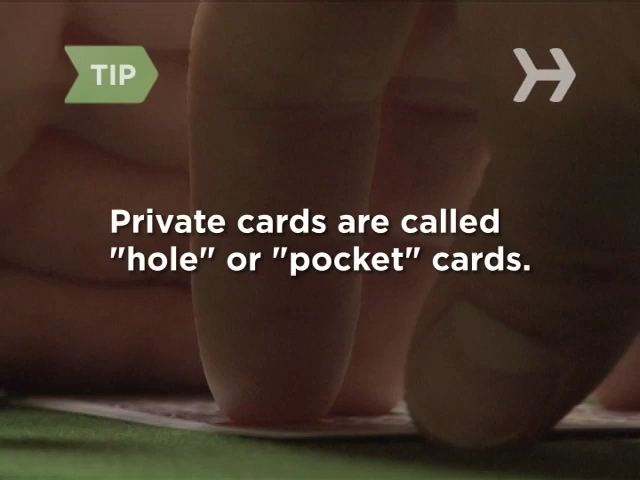 TIP
Private cards are called
"hole" or "pocket" cards.